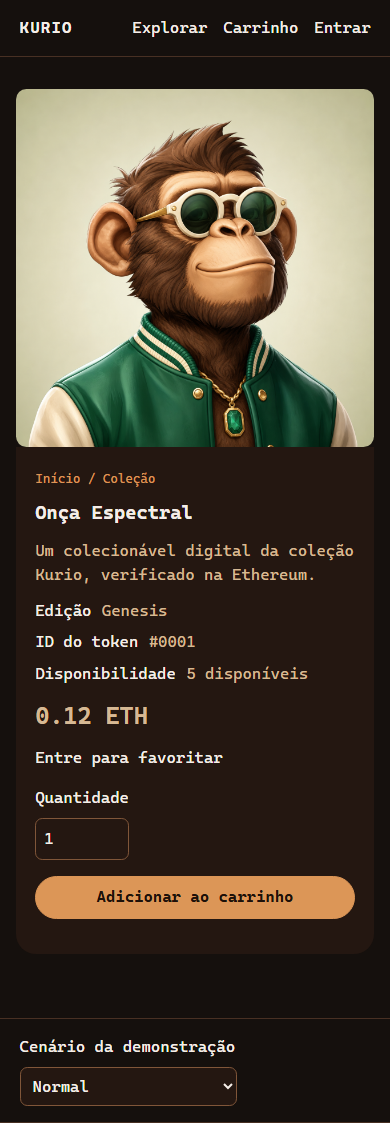 KURIO Explorar Carrinho Entrar
Início / Coleção
Onça Espectral
Um colecionável digital da coleção
Kurio, verificado na Ethereum.
Edição Genesis
ID do token #0001
Disponibilidade 5 disponíveis
0.12 ETH
Entre para favoritar
Quantidade
1
Adicionar ao carrinho
Cenário da demonstração
Normal